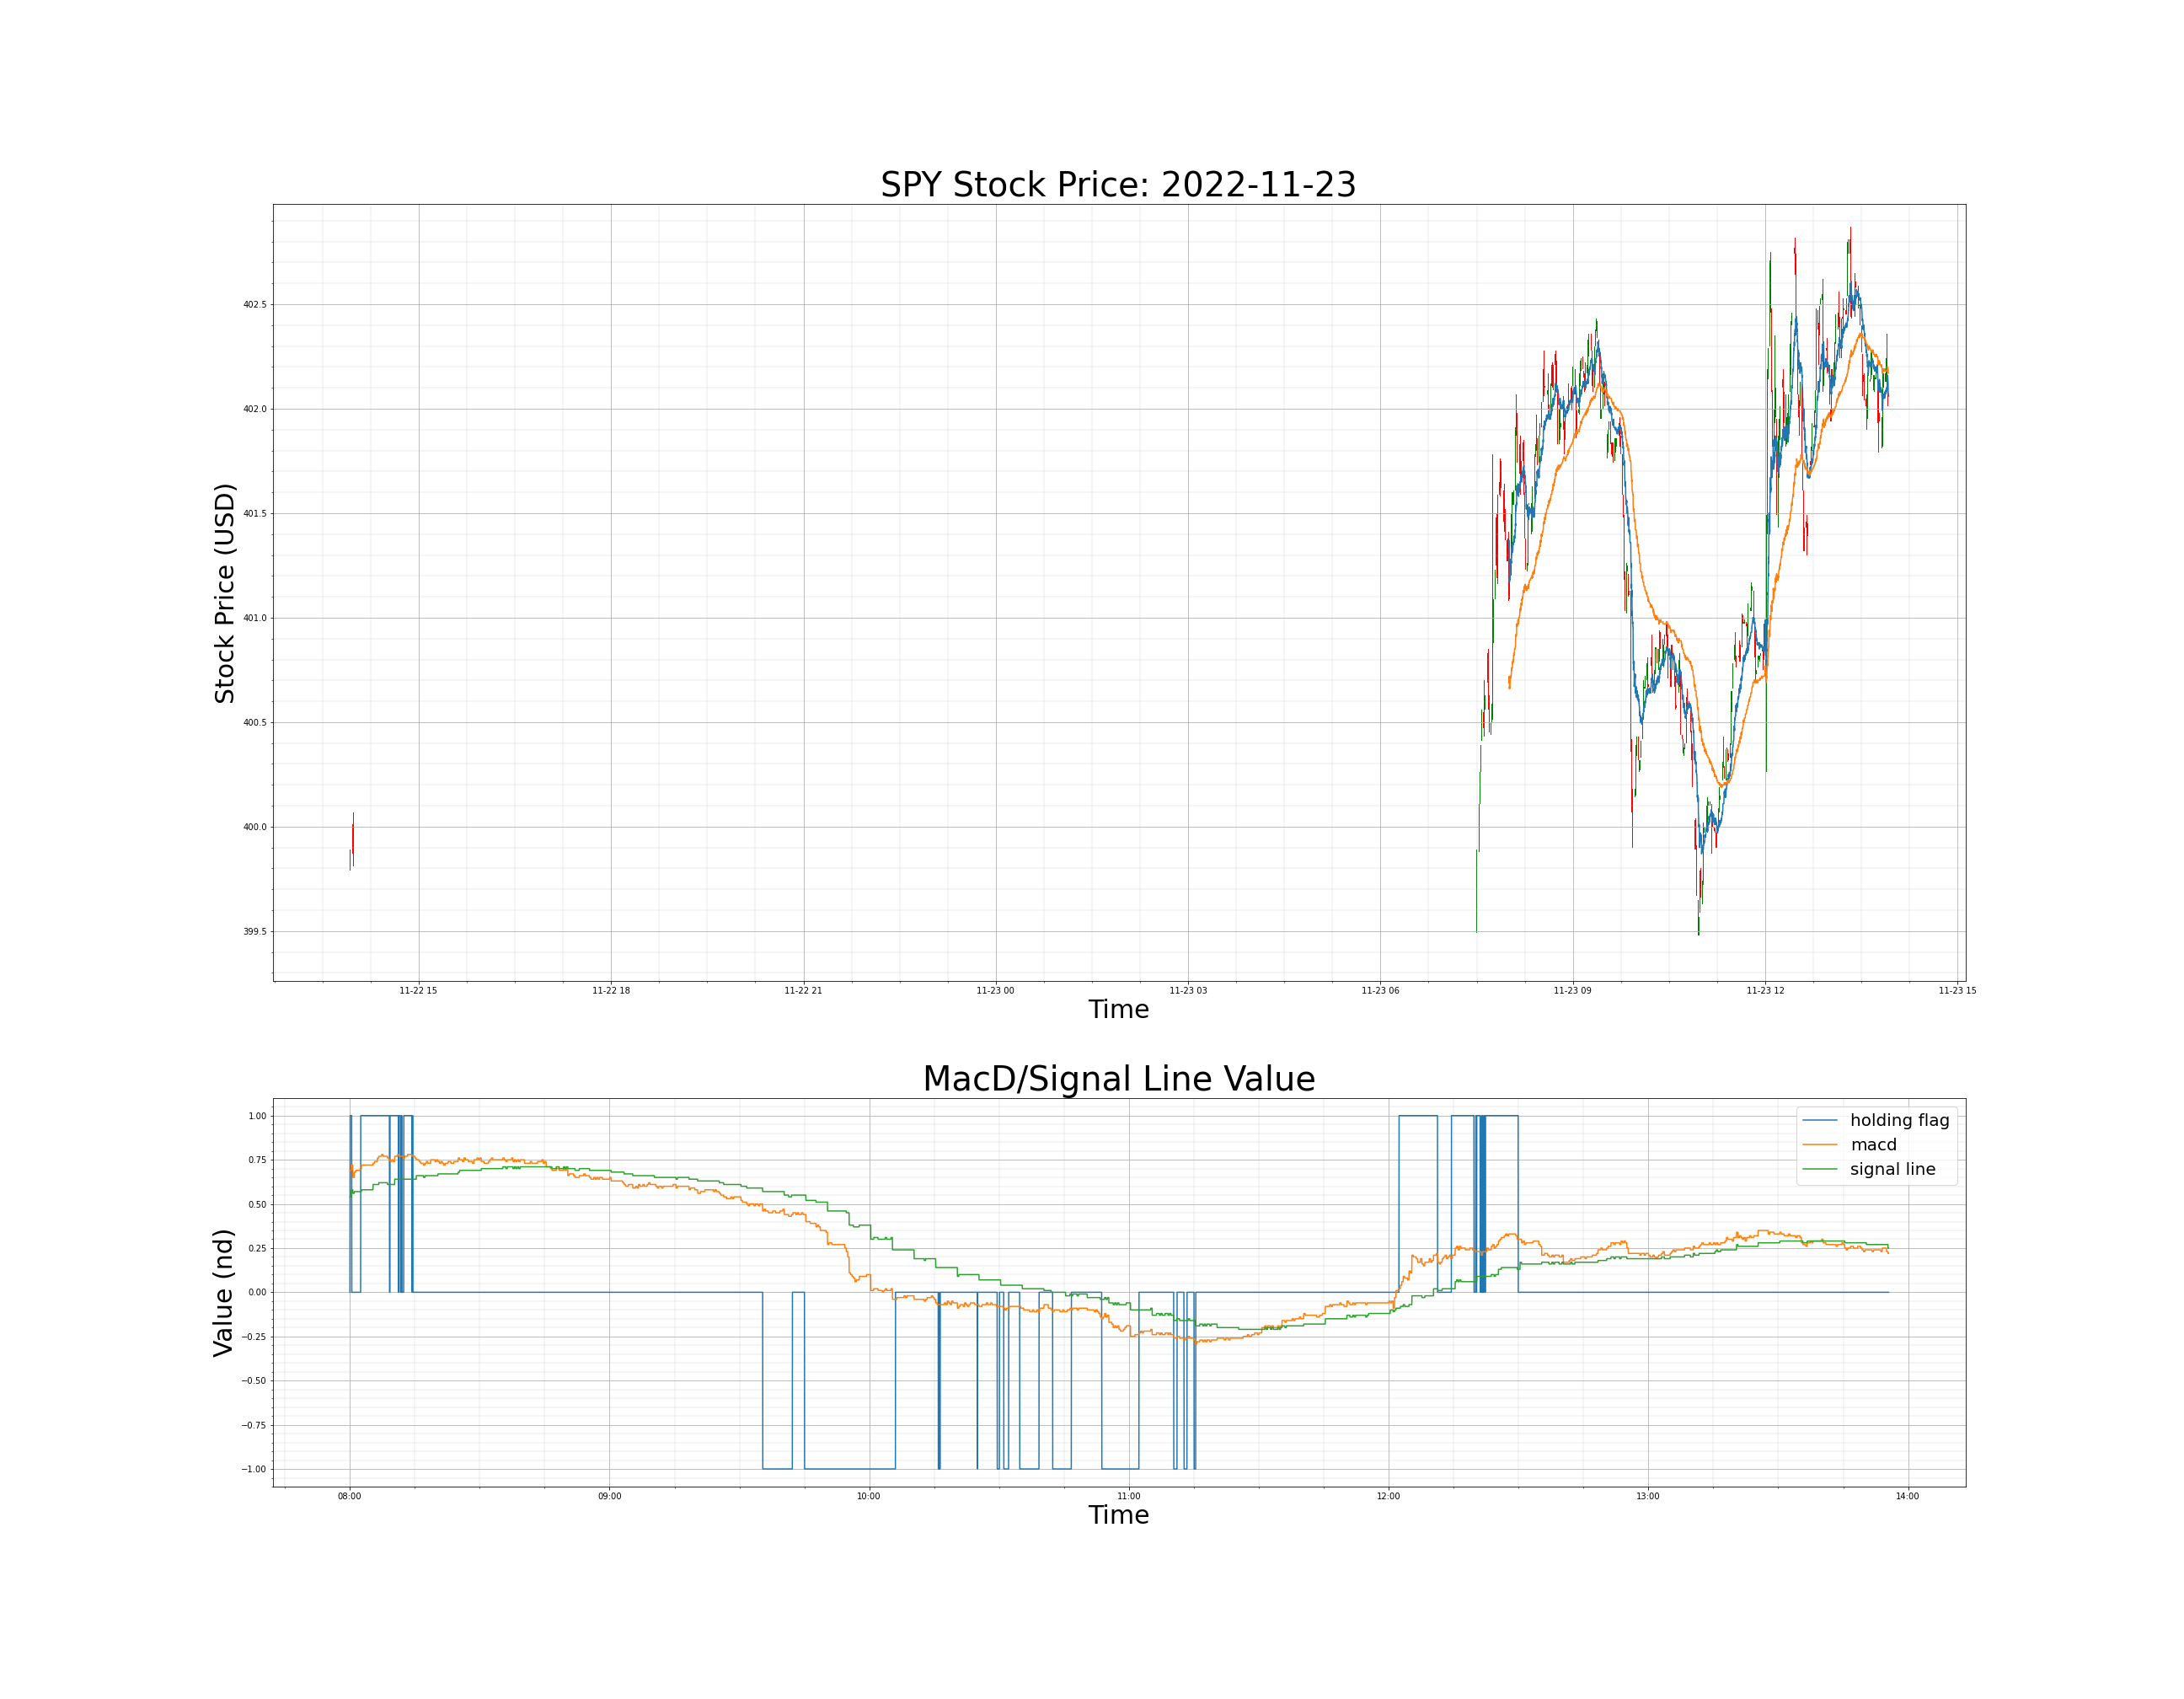 SPY Stock Price: 2022-11-23
Stock Price (USD)
402.5
402.0
401.5
401.0
400.5
400.0
399.5
11-22 15 11-22 18 11-22 21 11-23 00 11-23 03 11-23 06 11-23 09 11-23 12 11-23 15
Time
MacD/Signal Line Value
Value (nd)
1.00
0.75
0.50
0.25
0.00
−0.25
−0.50
−0.75
−1.00
holding flag
macd
signal line
08:00 09:00 10:00 11:00 12:00 13:00 14:00
Time